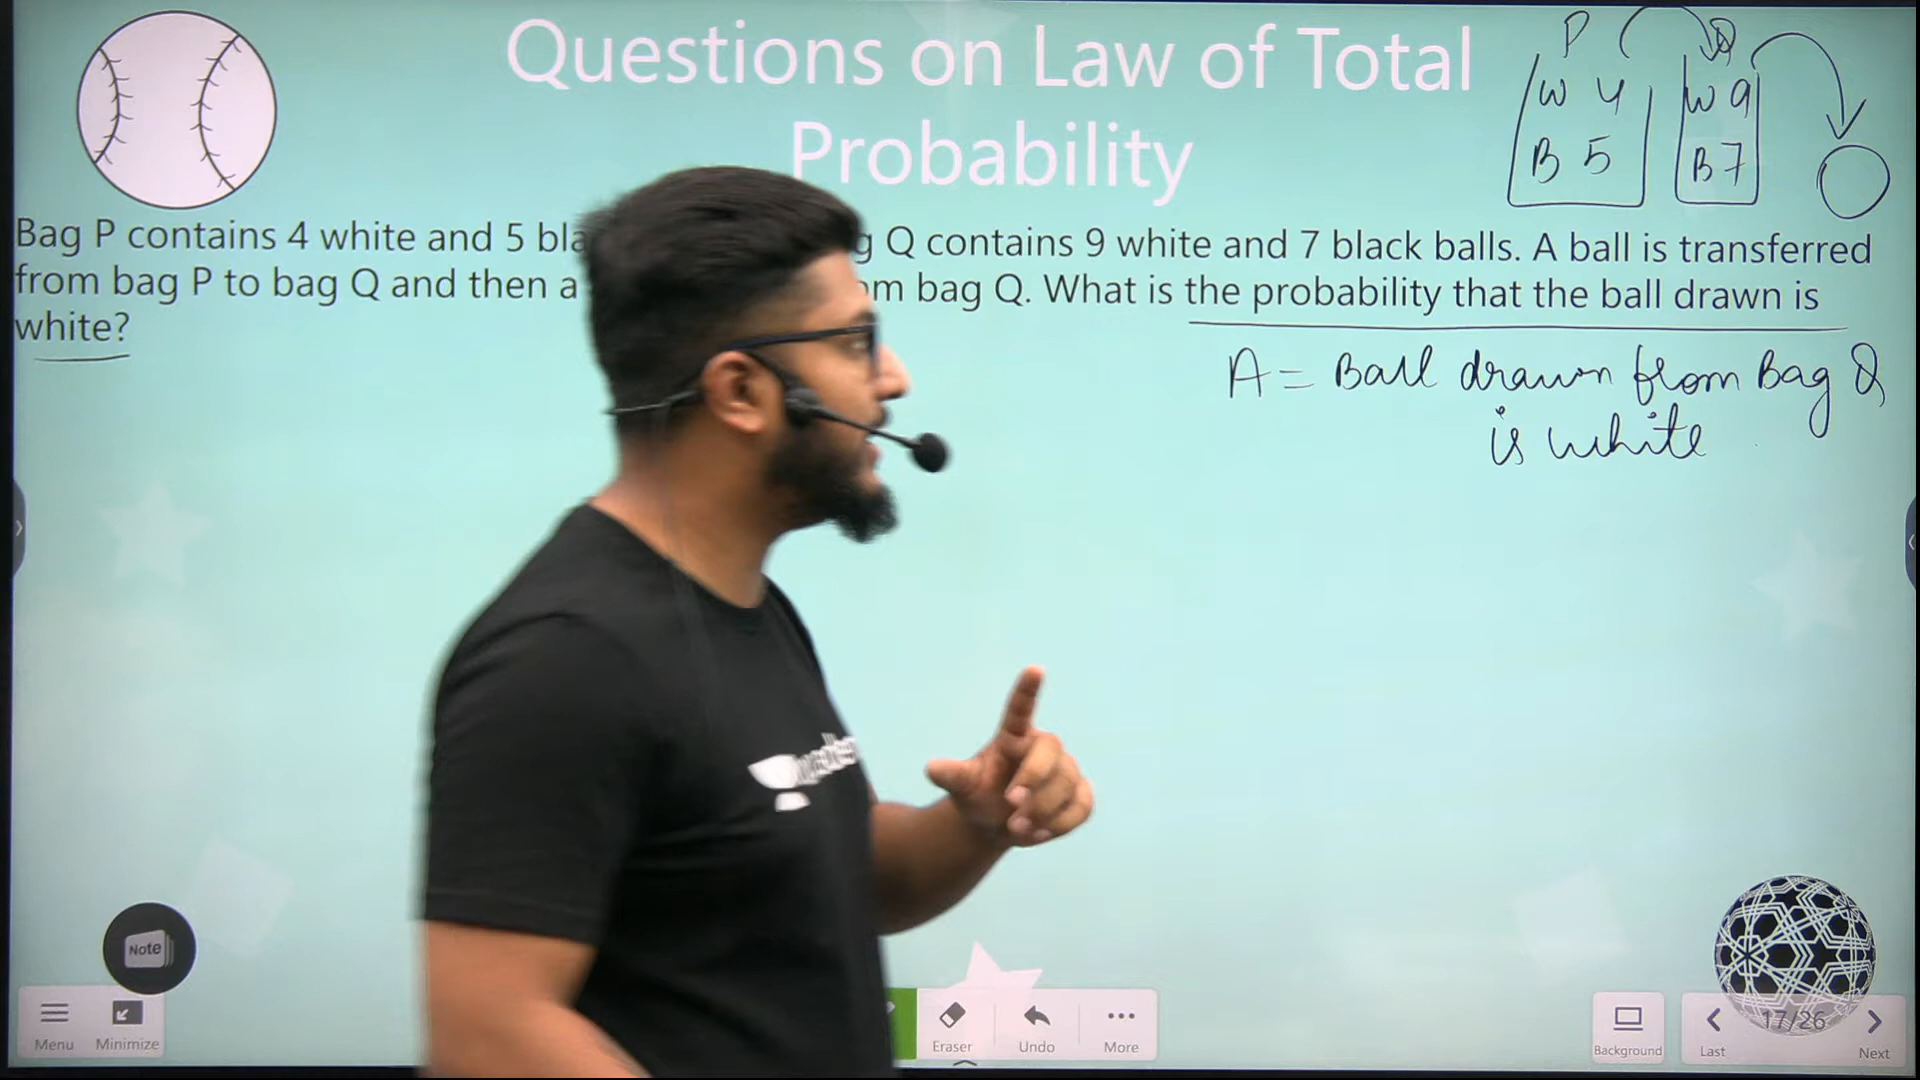 Questions on Law of Total
Probability
P Q
W 4 W 9
B 5 B 7
Bag P contains 4 white and 5 Q contains 9 white and 7 black balls. A ball is transferred
from bag P to bag Q and then a bag Q. What is the probability that the ball drawn is
white?
A = Ball drawn from Bag Q
is white
Note
Menu Minimize Eraser Undo More Background Last 17/26 Next